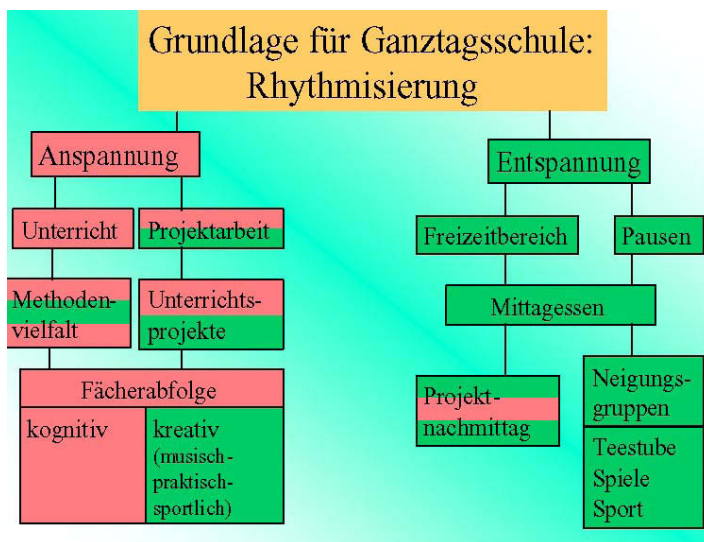 Grundlage für Ganztagsschule:
Rhythmisierung
Anspannung
Entspannung
Unterricht
Projektarbeit
Freizeitbereich
Pausen
Methoden-
vielfalt
Unterrichts-
projekte
Mittagessen
Fächerabfolge
kognitiv
kreativ
(musisch-
praktisch-
sportlich)
Projekt-
nachmittag
Neigungs-
gruppen
Teestube
Spiele
Sport